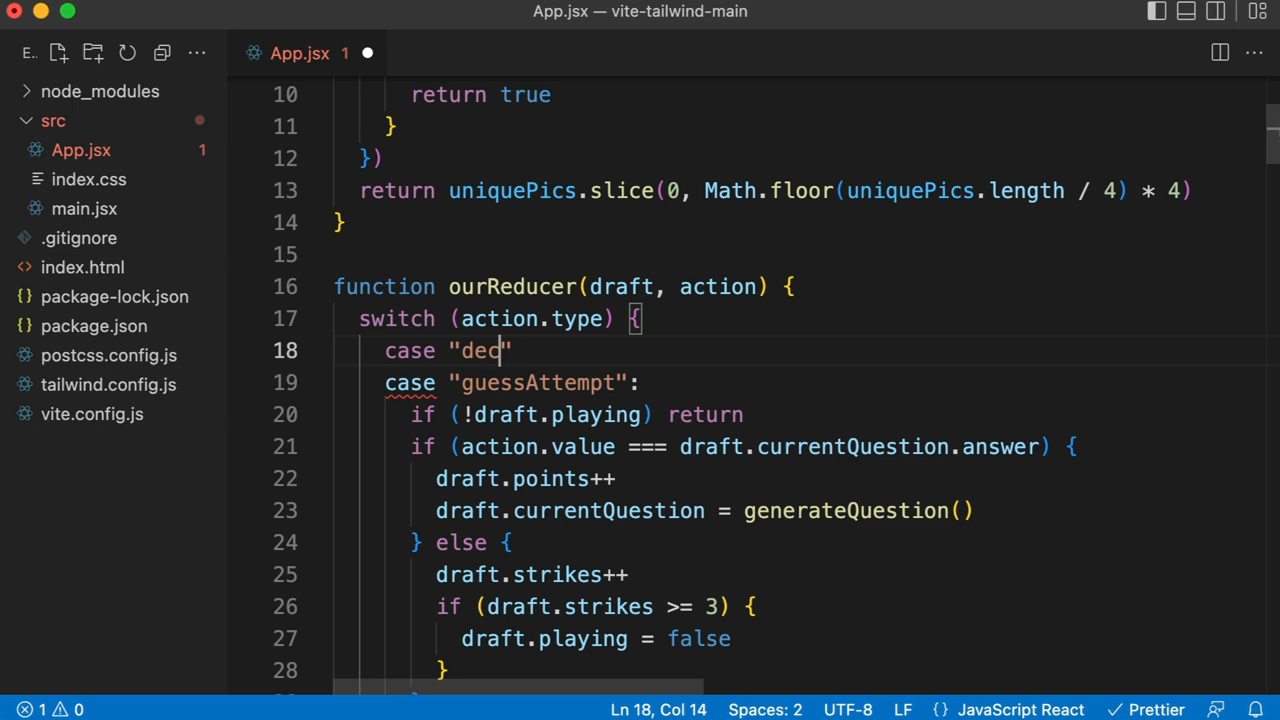 App.jsx — vite-tailwind-main
E..
App.jsx 1
node_modules
src
App.jsx 1
index.css
main.jsx
.gitignore
index.html
package-lock.json
package.json
postcss.config.js
tailwind.config.js
vite.config.js
10 return true
11 }
12 })
13 return uniquePics.slice(0, Math.floor(uniquePics.length / 4) * 4)
14 }
15
16 function ourReducer(draft, action) {
17 switch (action.type) {
18 case "dec"
19 case "guessAttempt":
20 if (!draft.playing) return
21 if (action.value === draft.currentQuestion.answer) {
22 draft.points++
23 draft.currentQuestion = generateQuestion()
24 } else {
25 draft.strikes++
26 if (draft.strikes >= 3) {
27 draft.playing = false
28 }
1 0 Ln 18, Col 14 Spaces: 2 UTF-8 LF {} JavaScript React Prettier